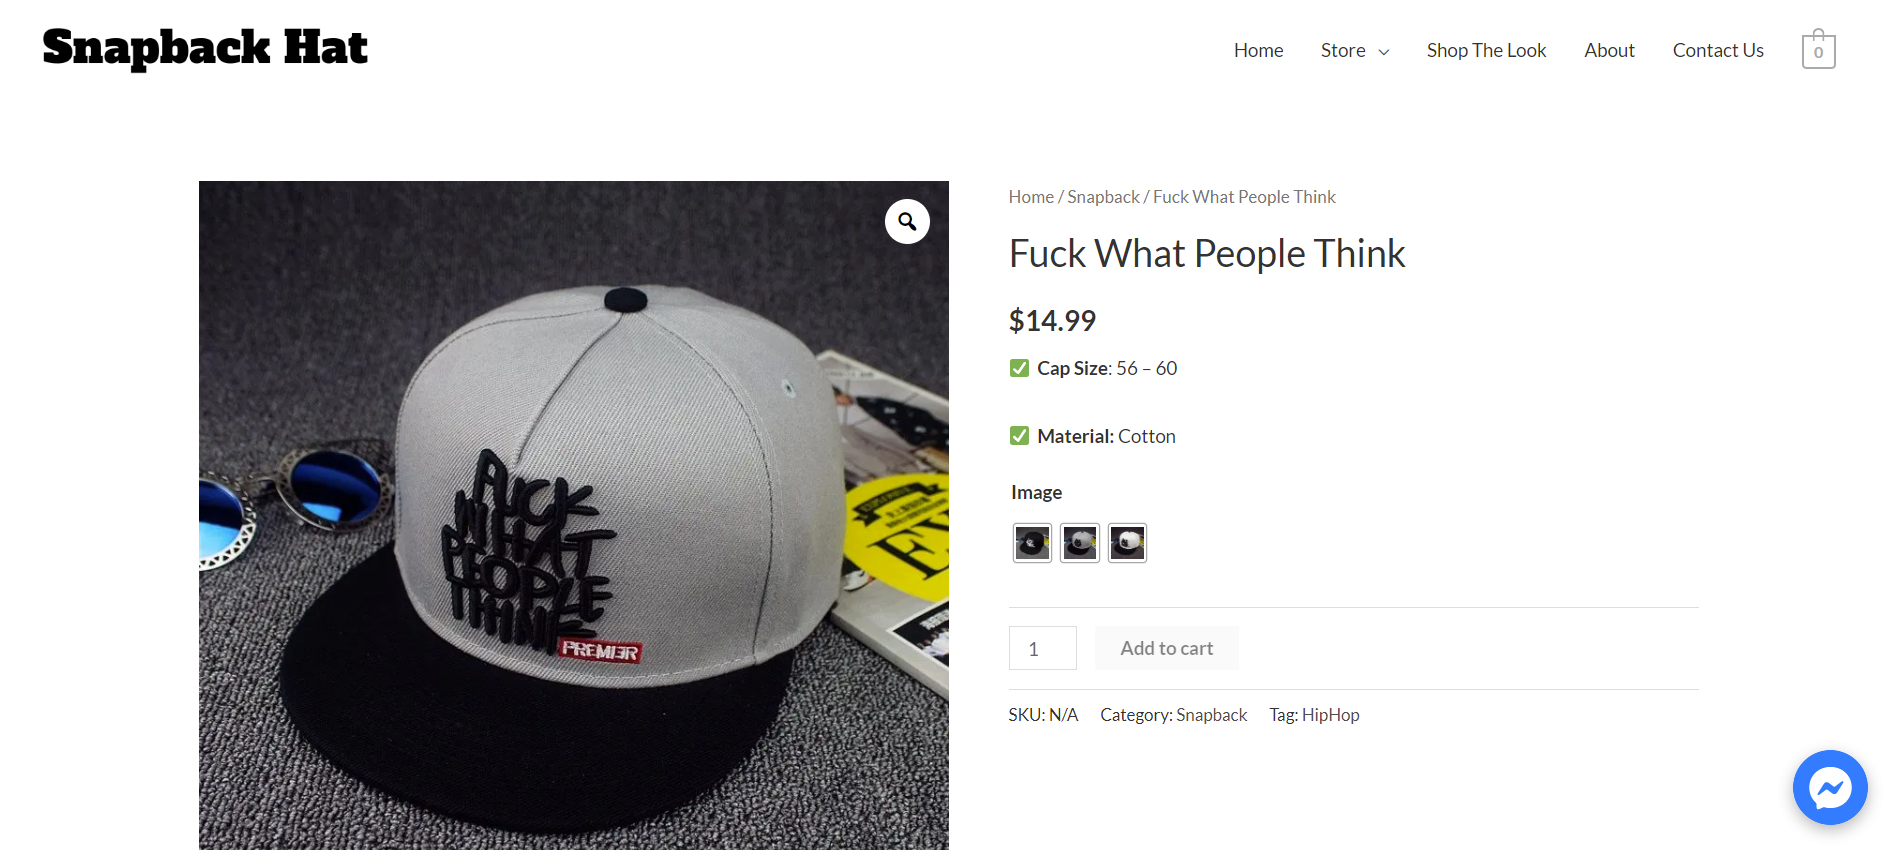 Snapback Hat
Home
Store
Shop The Look
About
Contact Us
0
Home / Snapback / Fuck What People Think
Fuck What People Think
$14.99
Cap Size: 56 – 60
Material: Cotton
Image
1
Add to cart
SKU: N/A
Category: Snapback
Tag: HipHop
FUCK
WHAT
PEOPLE
THINK
PREMIER